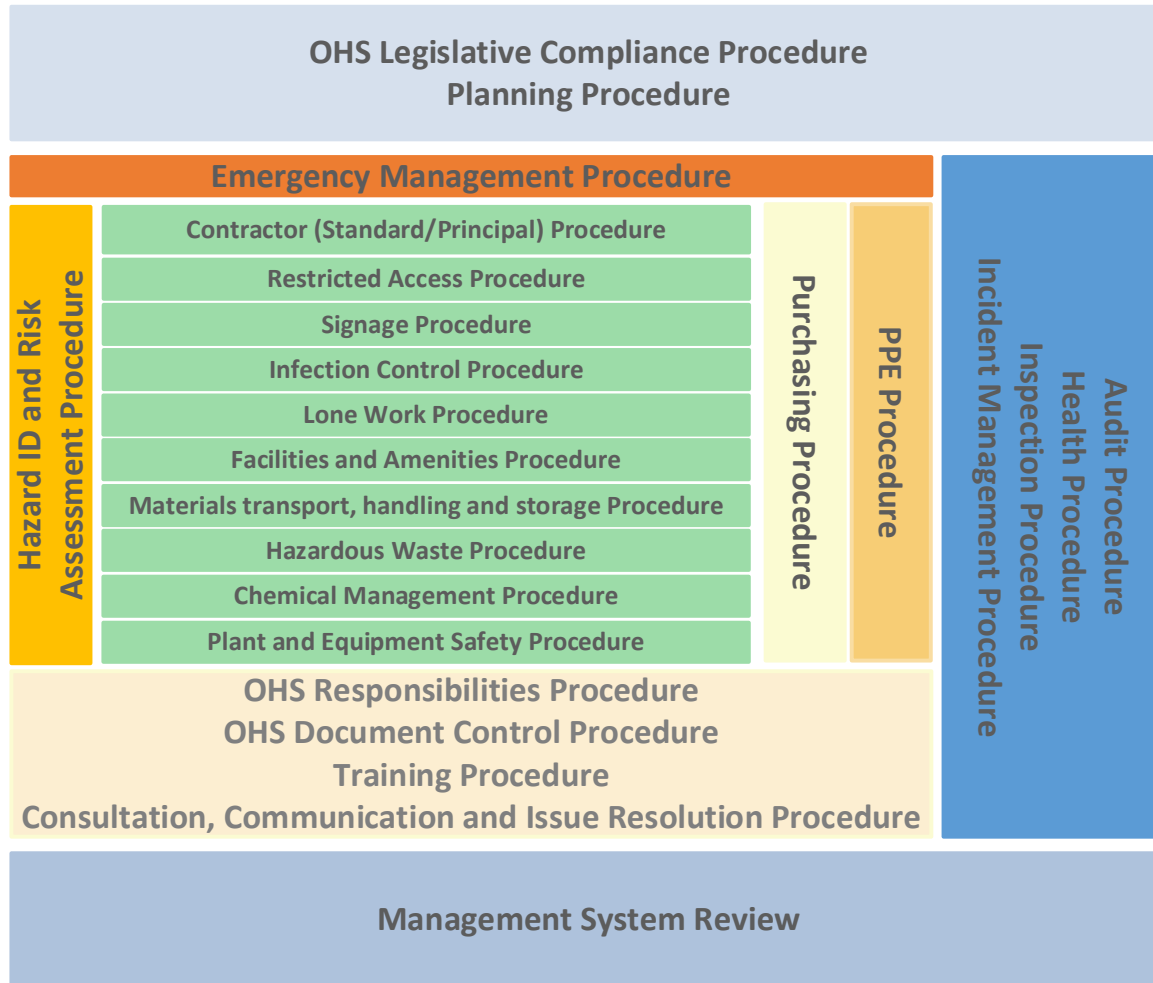 OHS Legislative Compliance Procedure
Planning Procedure
Emergency Management Procedure
Hazard ID and Risk
Assessment Procedure
Contractor (Standard/Principal) Procedure
Restricted Access Procedure
Signage Procedure
Infection Control Procedure
Lone Work Procedure
Facilities and Amenities Procedure
Materials transport, handling and storage Procedure
Hazardous Waste Procedure
Chemical Management Procedure
Plant and Equipment Safety Procedure
Purchasing Procedure
PPE Procedure
Audit Procedure
Health Procedure
Inspection Procedure
Incident Management Procedure
OHS Responsibilities Procedure
OHS Document Control Procedure
Training Procedure
Consultation, Communication and Issue Resolution Procedure
Management System Review